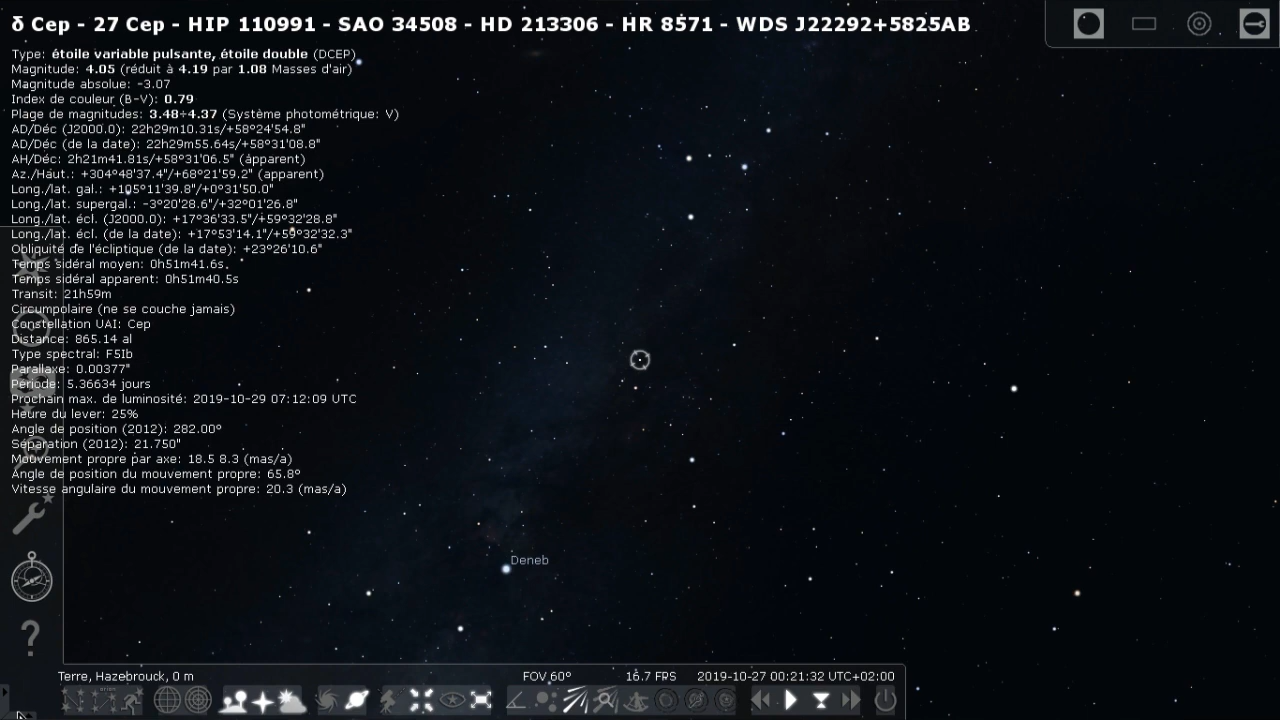 δ Cep - 27 Cep - HIP 110991 - SAO 34508 - HD 213306 - HR 8571 - WDS J22292+5825AB
Type: étoile variable pulsante, étoile double (DCEP)
Magnitude: 4.05 (réduit à 4.19 par 1.08 Masses d'air)
Magnitude absolue: -3.07
Index de couleur (B-V): 0.79
Plage de magnitudes: 3.48÷4.37 (Système photométrique: V)
AD/Déc (J2000.0): 22h29m10.31s/+58°24'54.8"
AD/Déc (de la date): 22h29m55.64s/+58°31'08.8"
AH/Déc: 2h21m41.81s/+58°31'06.5" (apparent)
Az./Haut.: +304°48'37.4"/+68°21'59.2" (apparent)
Long./lat. gal.: +105°11'39.8"/+0°31'50.0"
Long./lat. supergal.: -3°20'28.6"/+32°01'26.8"
Long./lat. écl. (J2000.0): +17°36'33.5"/+59°32'28.8"
Long./lat. écl. (de la date): +17°53'14.1"/+59°32'32.3"
Obliquité de l'écliptique (de la date): +23°26'10.6"
Temps sidéral moyen: 0h51m41.6s
Temps sidéral apparent: 0h51m40.5s
Transit: 21h59m
Circumpolaire (ne se couche jamais)
Constellation UAI: Cep
Distance: 865.14 al
Type spectral: F5Ib
Parallaxe: 0.00377"
Période: 5.36634 jours
Prochain max. de luminosité: 2019-10-29 07:12:09 UTC
Heure du lever: 25%
Angle de position (2012): 282.00°
Séparation (2012): 21.750"
Mouvement propre par axe: 18.5 8.3 (mas/a)
Angle de position du mouvement propre: 65.8°
Vitesse angulaire du mouvement propre: 20.3 (mas/a)
Deneb
Terre, Hazebrouck, 0 m FOV 60° 16.7 FPS 2019-10-27 00:21:32 UTC+02:00